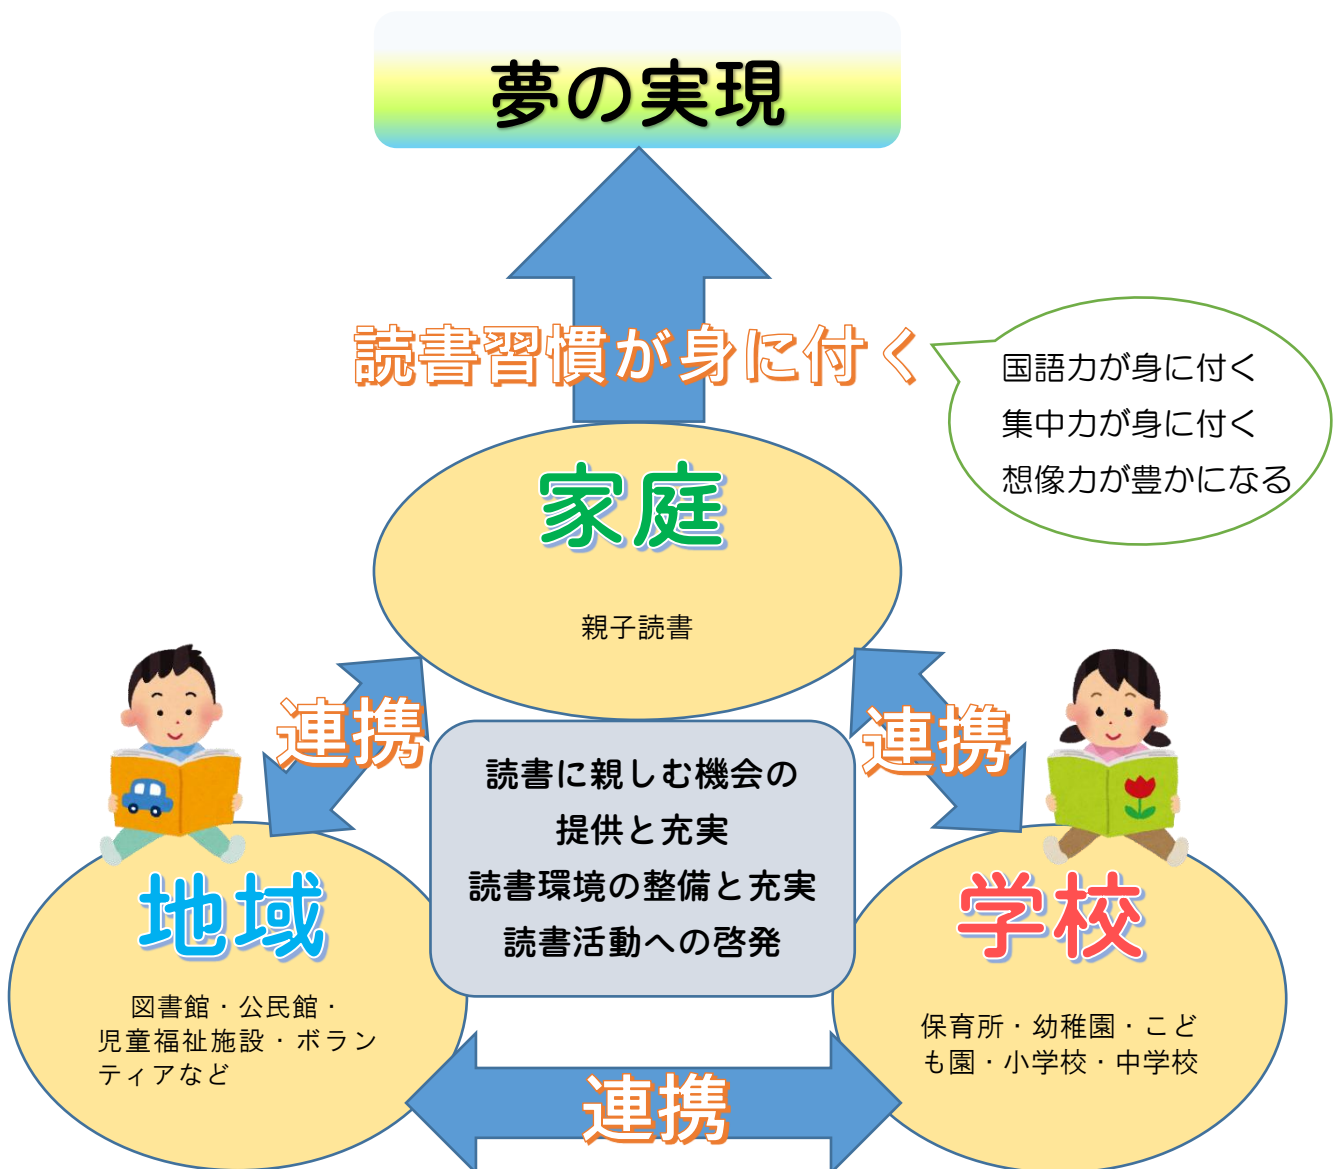 夢の実現
読書習慣が身に付く
国語力が身に付く
集中力が身に付く
想像力が豊かになる
家庭
親子読書
連携
連携
読書に親しむ機会の
提供と充実
読書環境の整備と充実
読書活動への啓発
地域
図書館・公民館・
児童福祉施設・ボラン
ティアなど
学校
保育所・幼稚園・こど
も園・小学校・中学校
連携